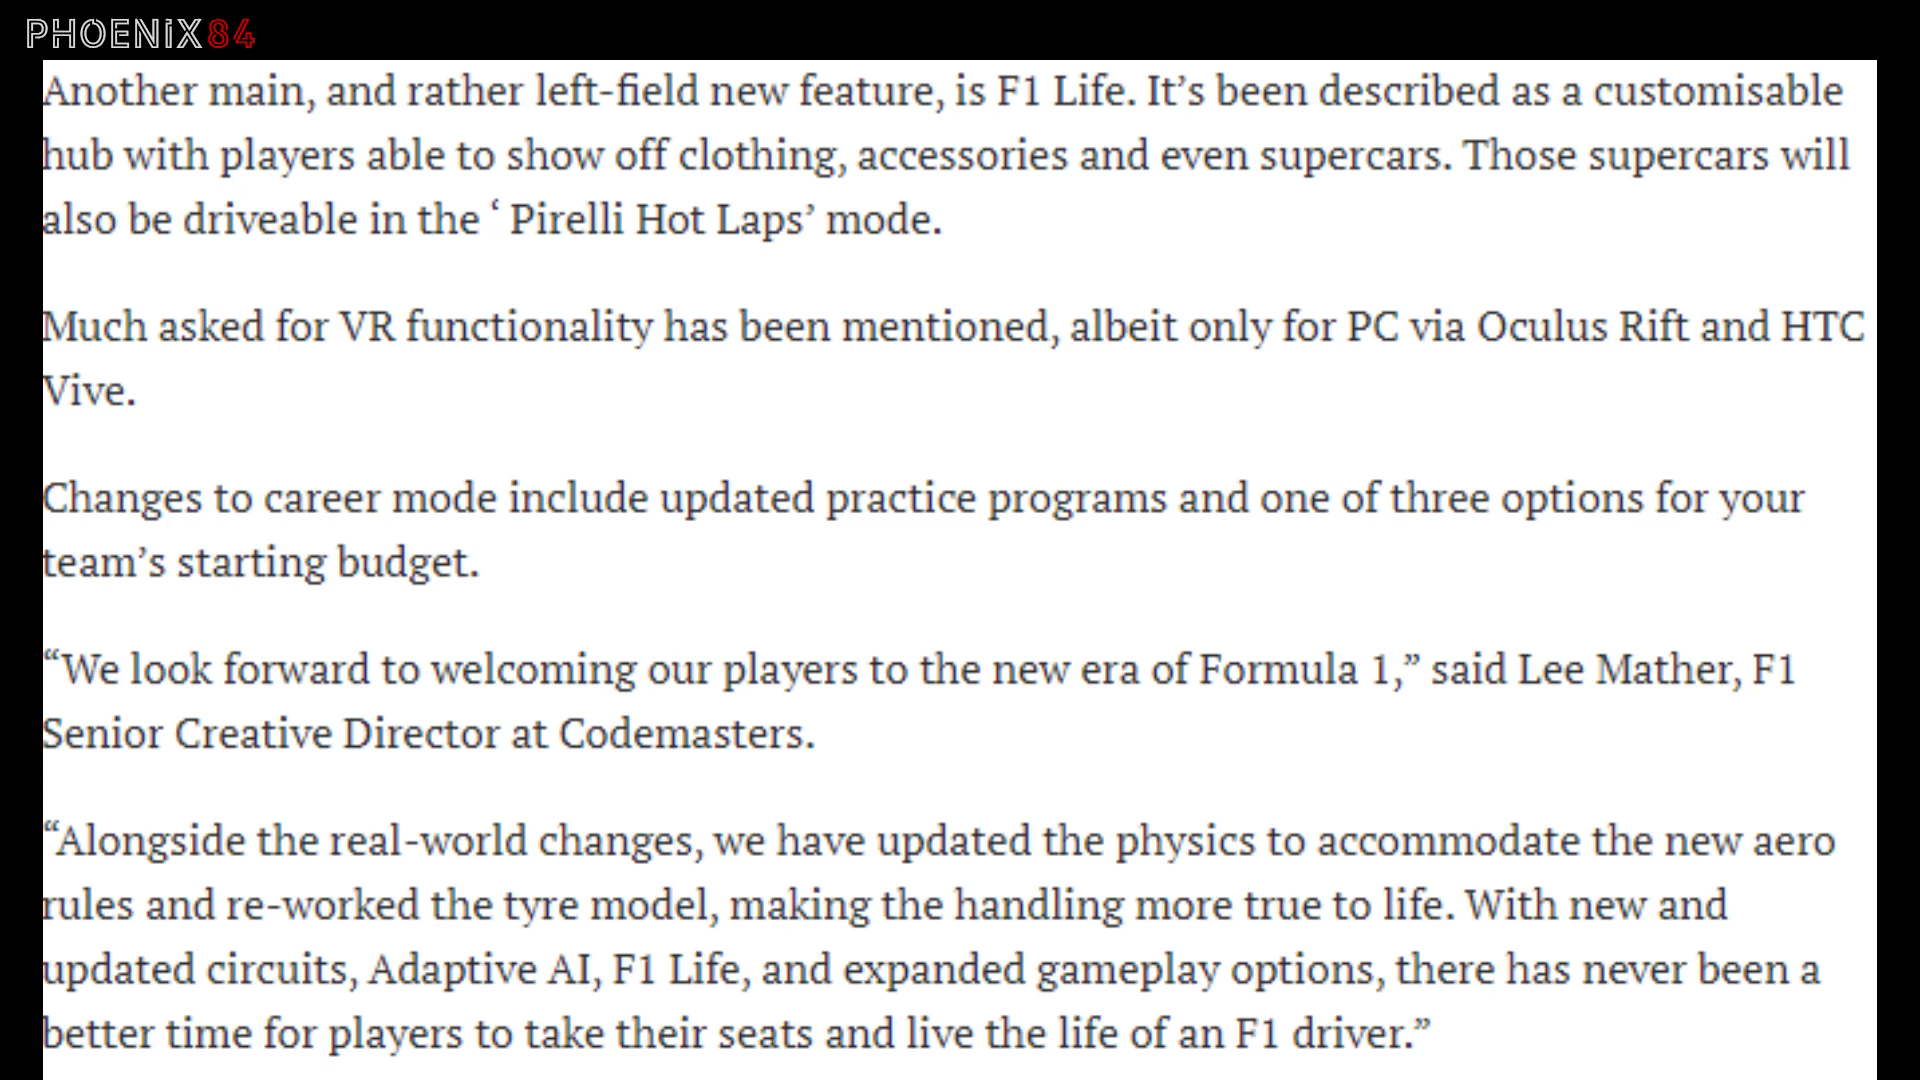 PHOENiX84
Another main, and rather left-field new feature, is F1 Life. It’s been described as a customisable
hub with players able to show off clothing, accessories and even supercars. Those supercars will
also be driveable in the ‘ Pirelli Hot Laps’ mode.
Much asked for VR functionality has been mentioned, albeit only for PC via Oculus Rift and HTC
Vive.
Changes to career mode include updated practice programs and one of three options for your
team’s starting budget.
“We look forward to welcoming our players to the new era of Formula 1,” said Lee Mather, F1
Senior Creative Director at Codemasters.
“Alongside the real-world changes, we have updated the physics to accommodate the new aero
rules and re-worked the tyre model, making the handling more true to life. With new and
updated circuits, Adaptive AI, F1 Life, and expanded gameplay options, there has never been a
better time for players to take their seats and live the life of an F1 driver.”